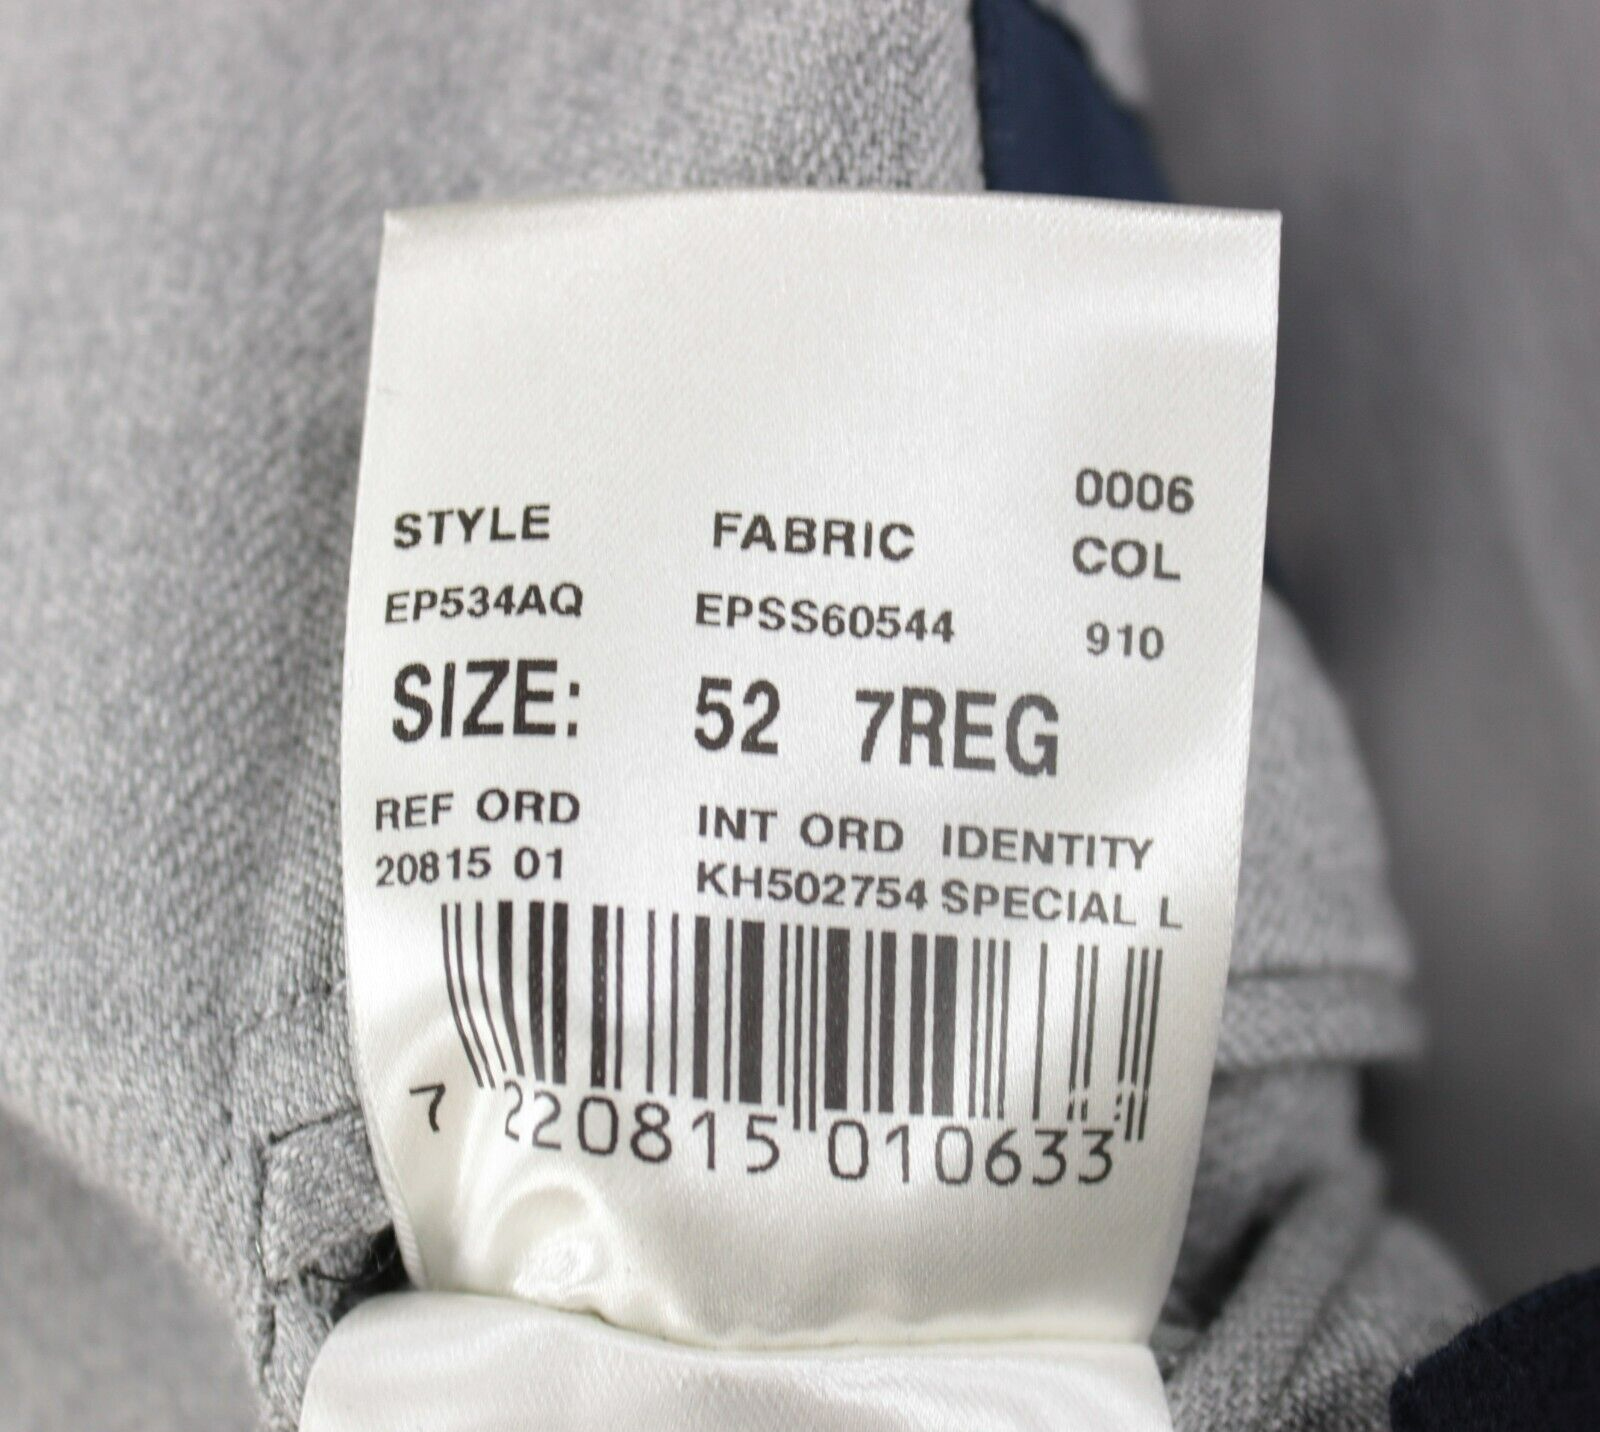 0006
STYLE FABRIC COL
EP534AQ EPSS60544 910
SIZE: 52 7REG
REF ORD INT ORD IDENTITY
20815 01 KH502754 SPECIAL L
7 220815 010633